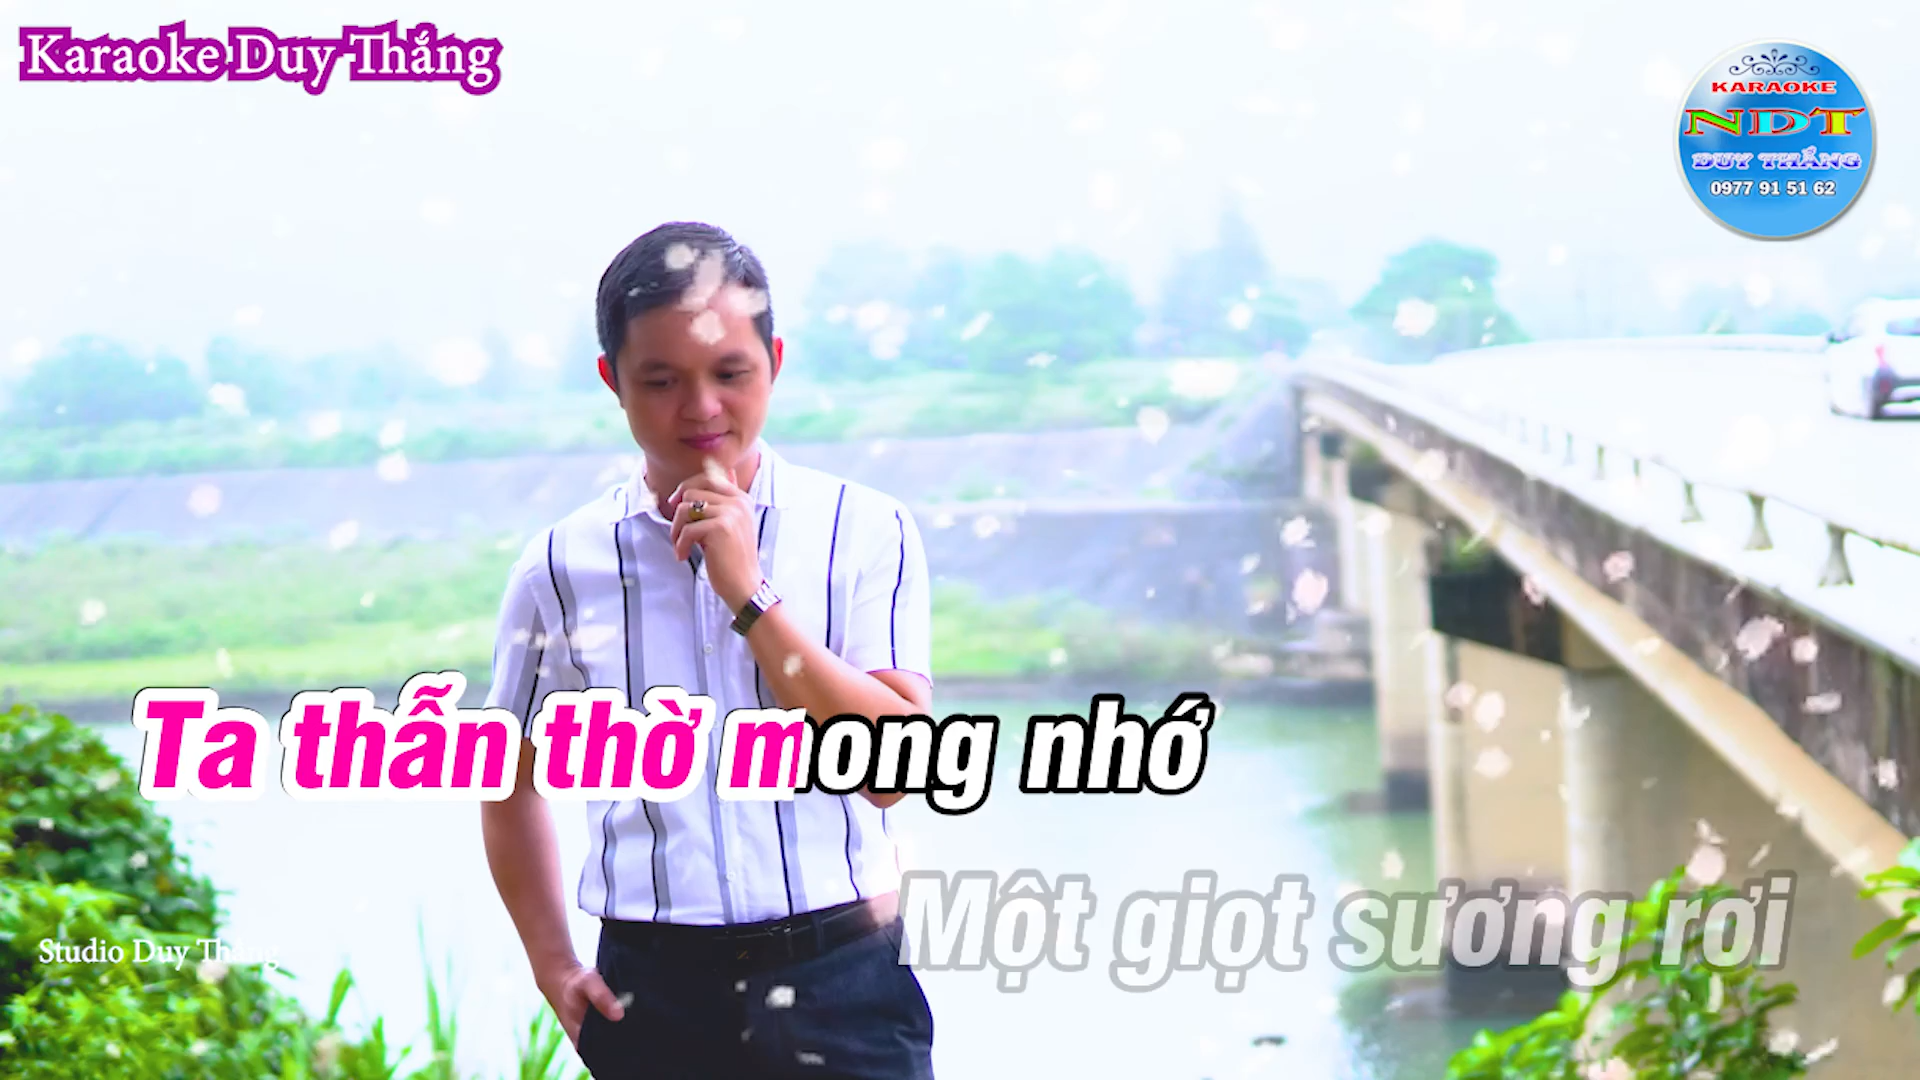 Karaoke Duy Thắng
KARAOKE
NDT
DUY THẮNG
0977 91 51 62
Ta thẫn thờ mong nhớ
Một giọt sương rơi
Studio Duy Thắng